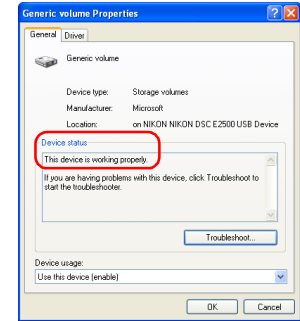 Generic volume Properties
General Driver
Generic volume
Device type: Storage volumes
Manufacturer: Microsoft
Location: on NIKON NIKON DSC E2500 USB Device
Device status
This device is working properly.
If you are having problems with this device, click Troubleshoot to
start the troubleshooter.
Troubleshoot...
Device usage:
Use this device (enable)
OK Cancel